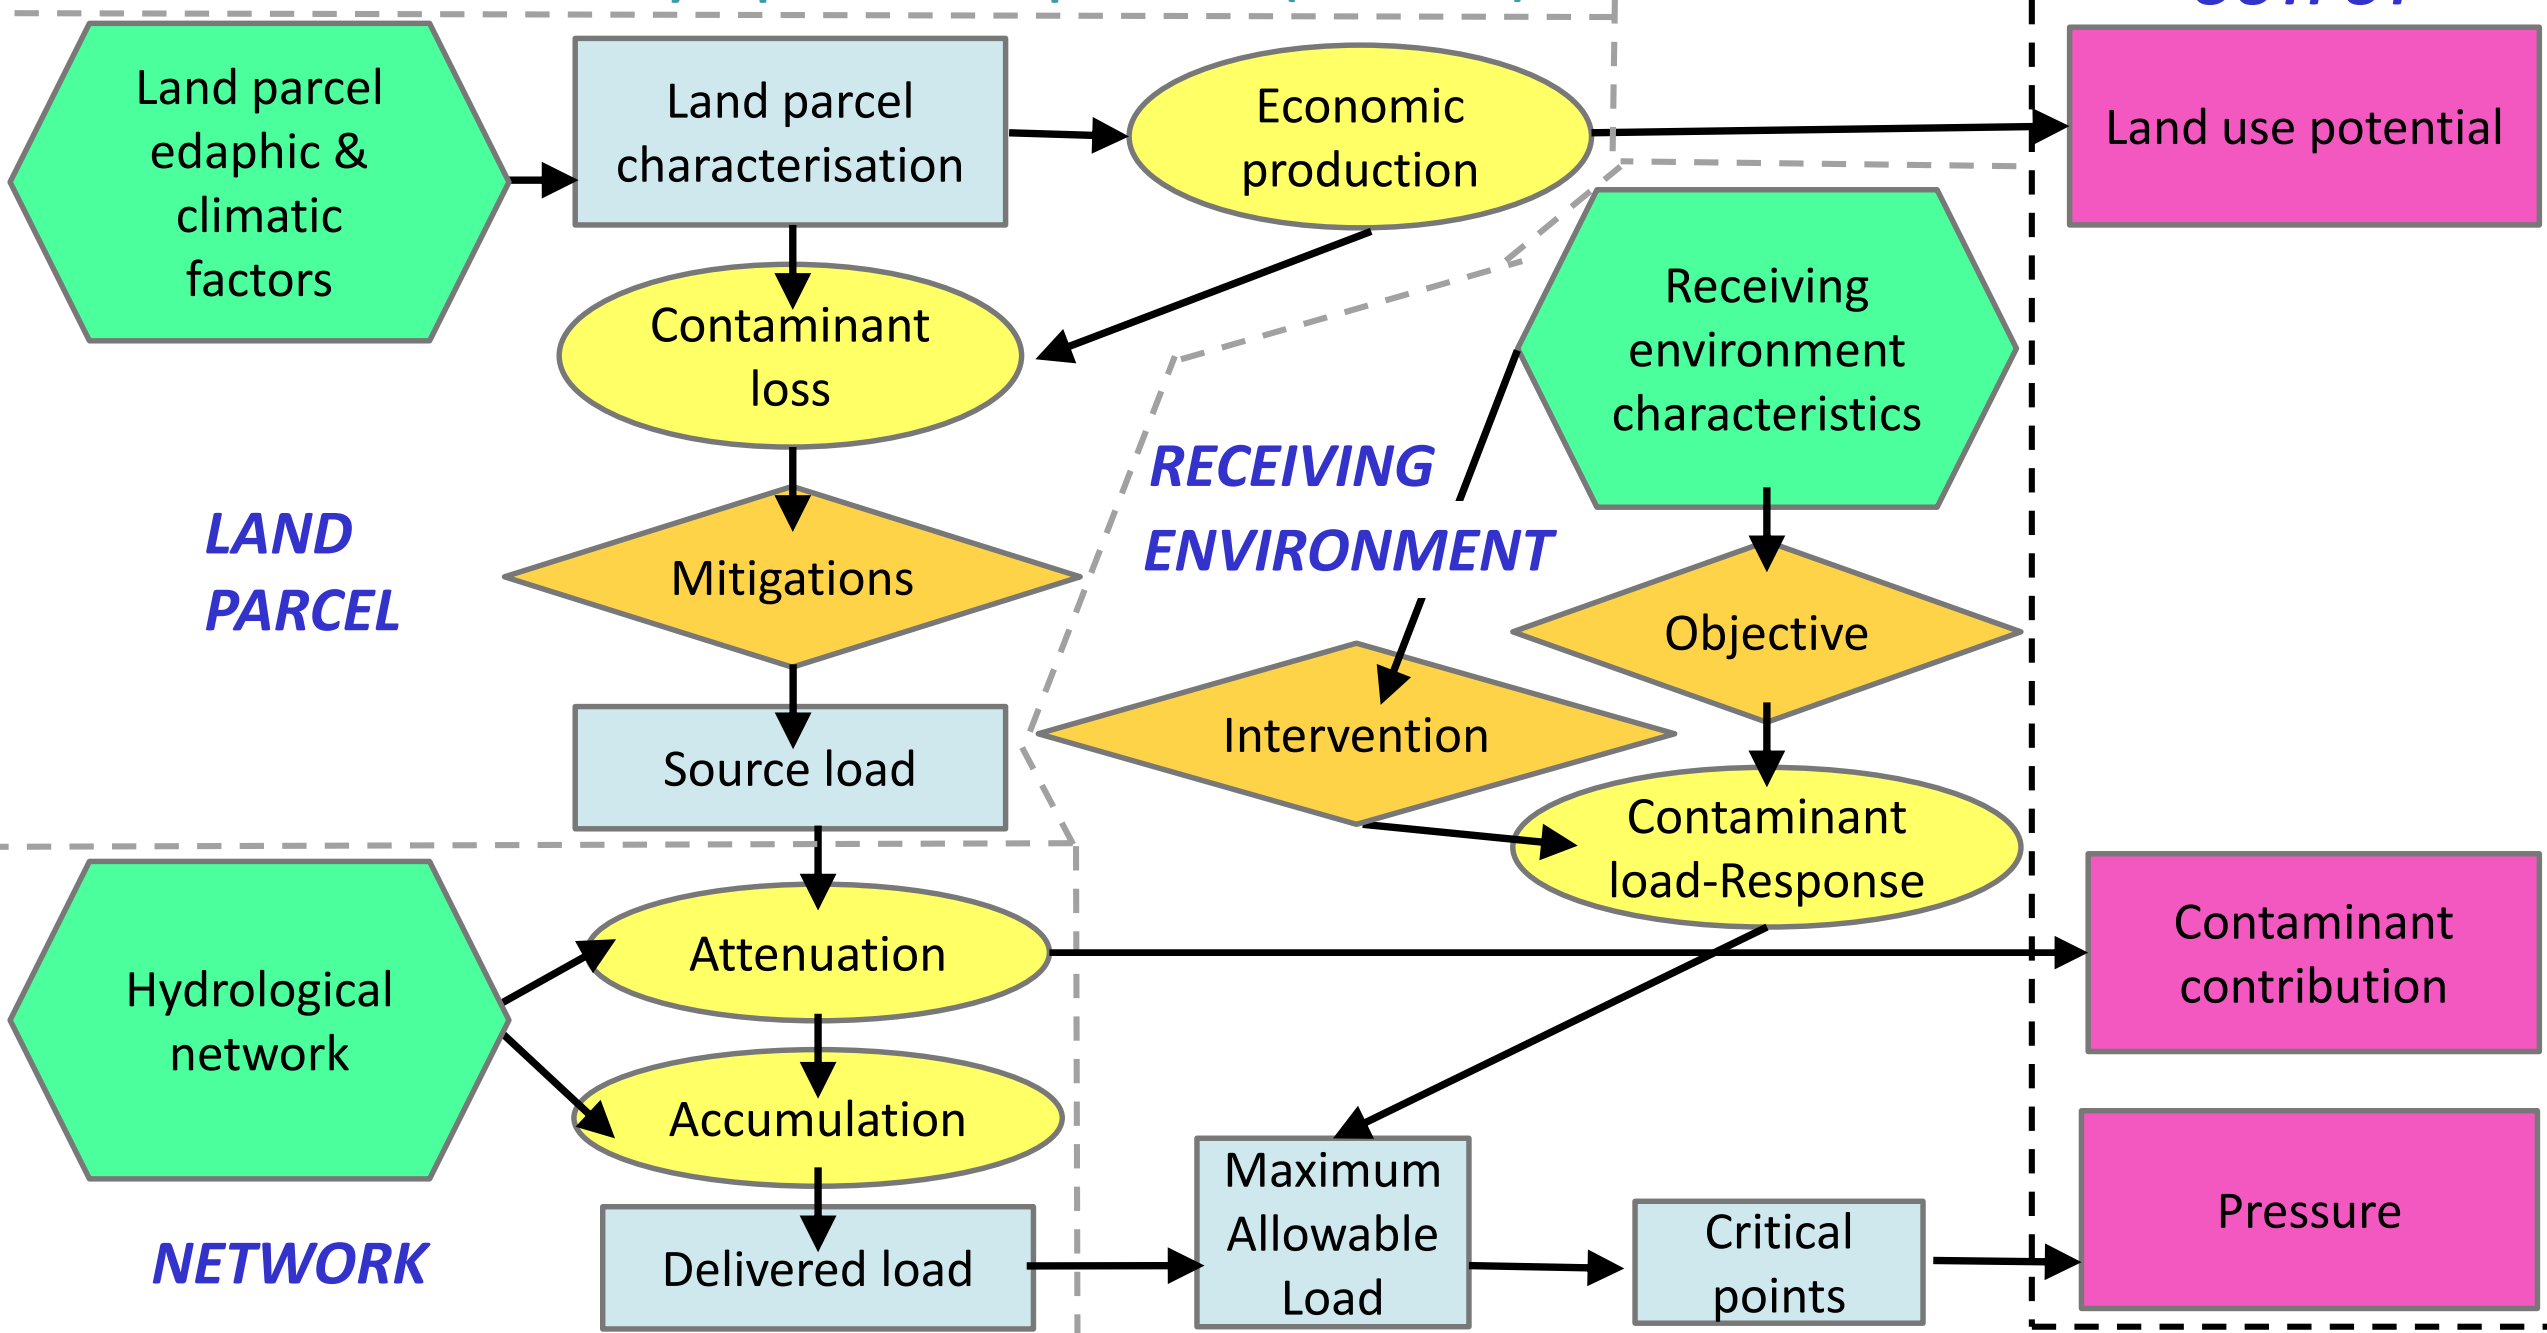 Land parcel
edaphic &
climatic
factors
Land parcel
characterisation
Economic
production
Land use potential
Contaminant
loss
Receiving
environment
characteristics
RECEIVING
ENVIRONMENT
LAND
PARCEL
Mitigations
Objective
Intervention
Source load
Contaminant
load-Response
Attenuation
Contaminant
contribution
Hydrological
network
Accumulation
Maximum
Allowable
Load
Critical
points
Pressure
NETWORK
Delivered load